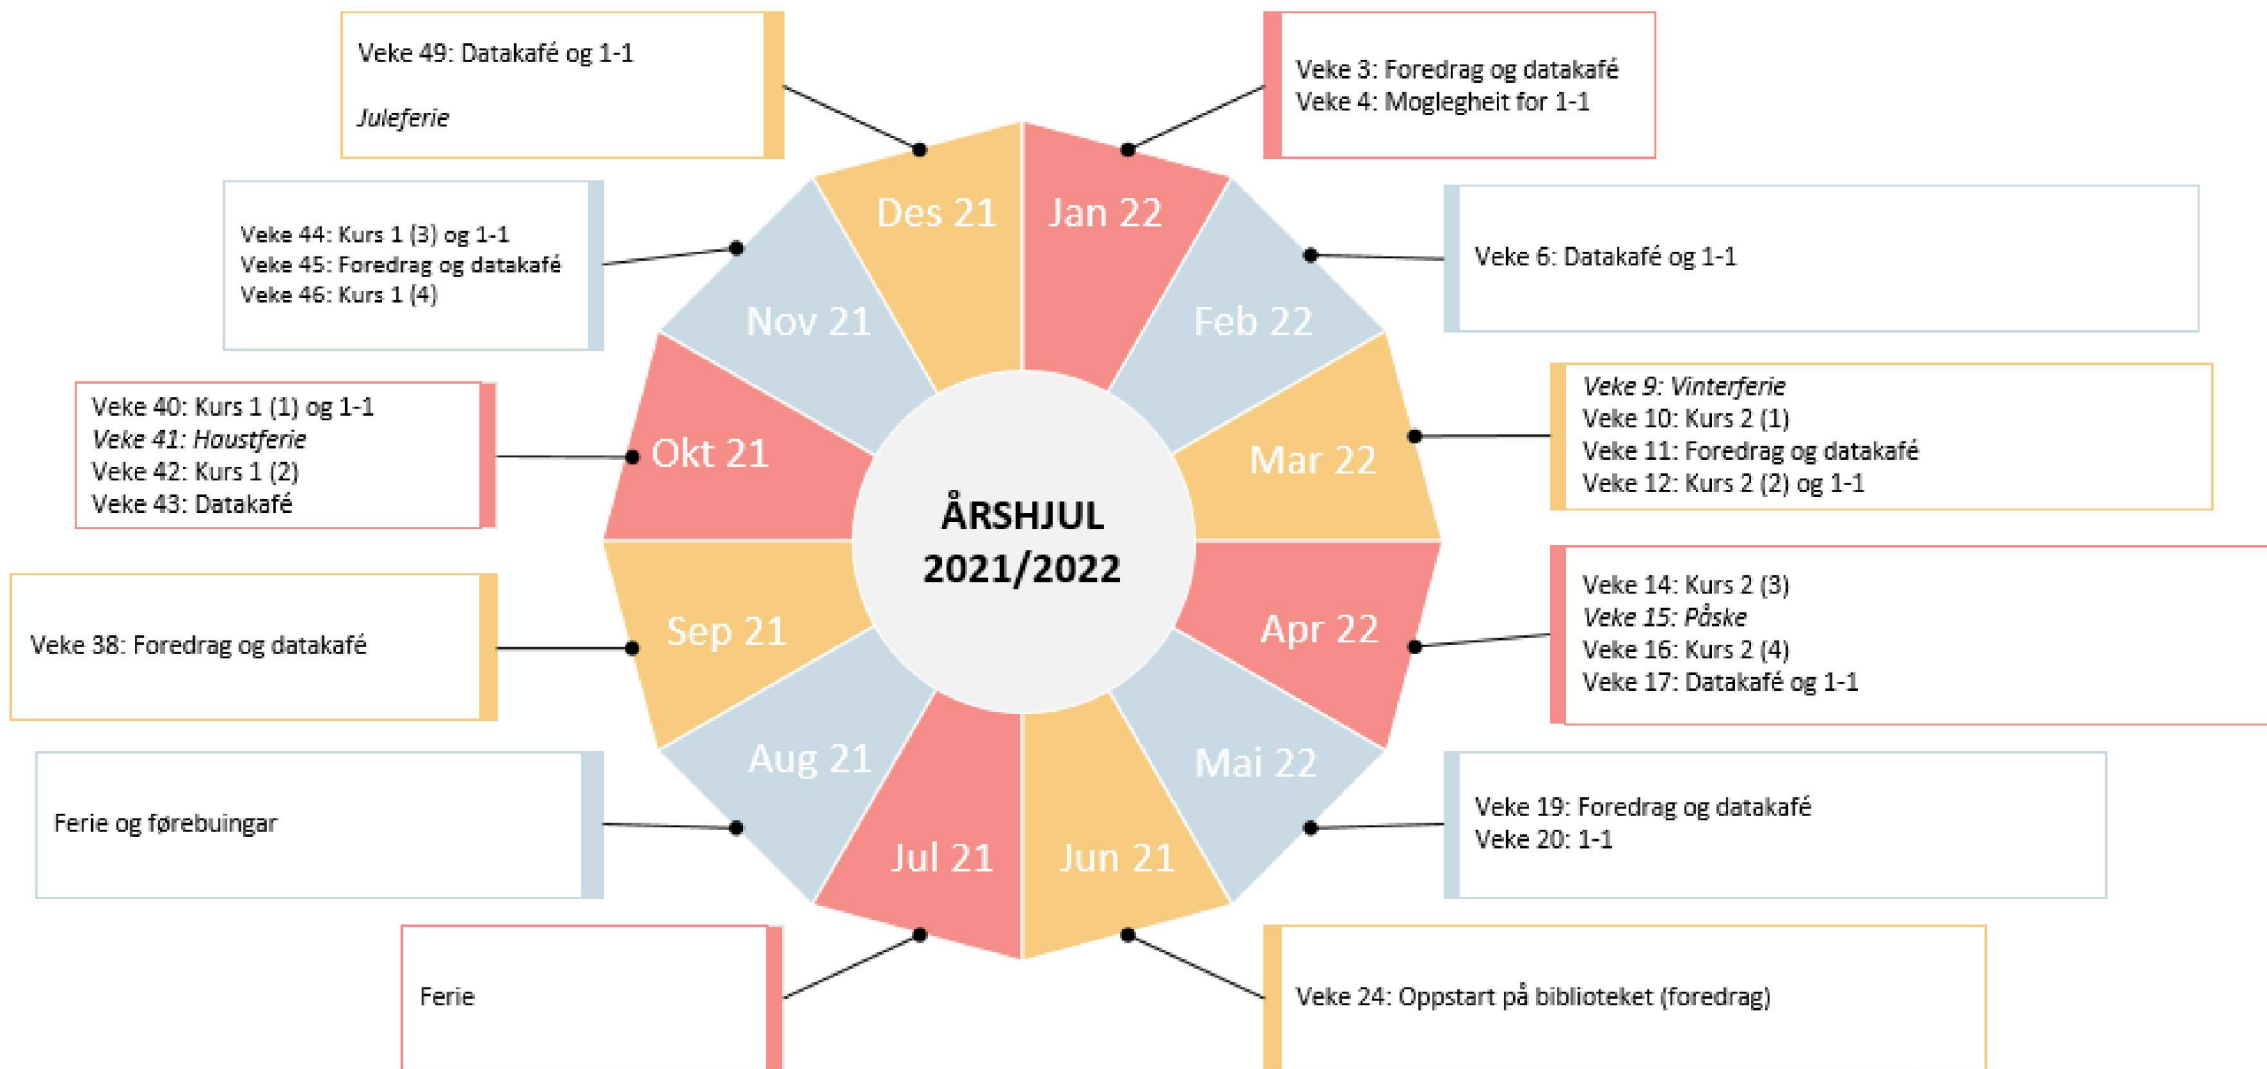 Veke 49: Datakafé og 1-1
Juleferie
Veke 3: Foredrag og datakafé
Veke 4: Moglegheit for 1-1
Veke 44: Kurs 1 (3) og 1-1
Veke 45: Foredrag og datakafé
Veke 46: Kurs 1 (4)
Des 21
Jan 22
Veke 6: Datakafé og 1-1
Nov 21
Feb 22
Veke 40: Kurs 1 (1) og 1-1
Veke 41: Haustferie
Veke 42: Kurs 1 (2)
Veke 43: Datakafé
Okt 21
Mar 22
Veke 9: Vinterferie
Veke 10: Kurs 2 (1)
Veke 11: Foredrag og datakafé
Veke 12: Kurs 2 (2) og 1-1
ÅRSHJUL
2021/2022
Veke 38: Foredrag og datakafé
Sep 21
Apr 22
Veke 14: Kurs 2 (3)
Veke 15: Påske
Veke 16: Kurs 2 (4)
Veke 17: Datakafé og 1-1
Ferie og førebuingar
Aug 21
Mai 22
Veke 19: Foredrag og datakafé
Veke 20: 1-1
Jul 21
Jun 21
Ferie
Veke 24: Oppstart på biblioteket (foredrag)